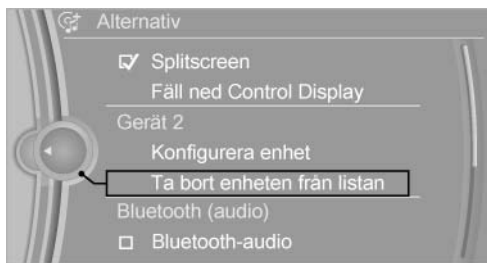 Alternativ
Splitscreen
Fäll ned Control Display
Gerät 2
Konfigurera enhet
Ta bort enheten från listan
Bluetooth (audio)
Bluetooth-audio